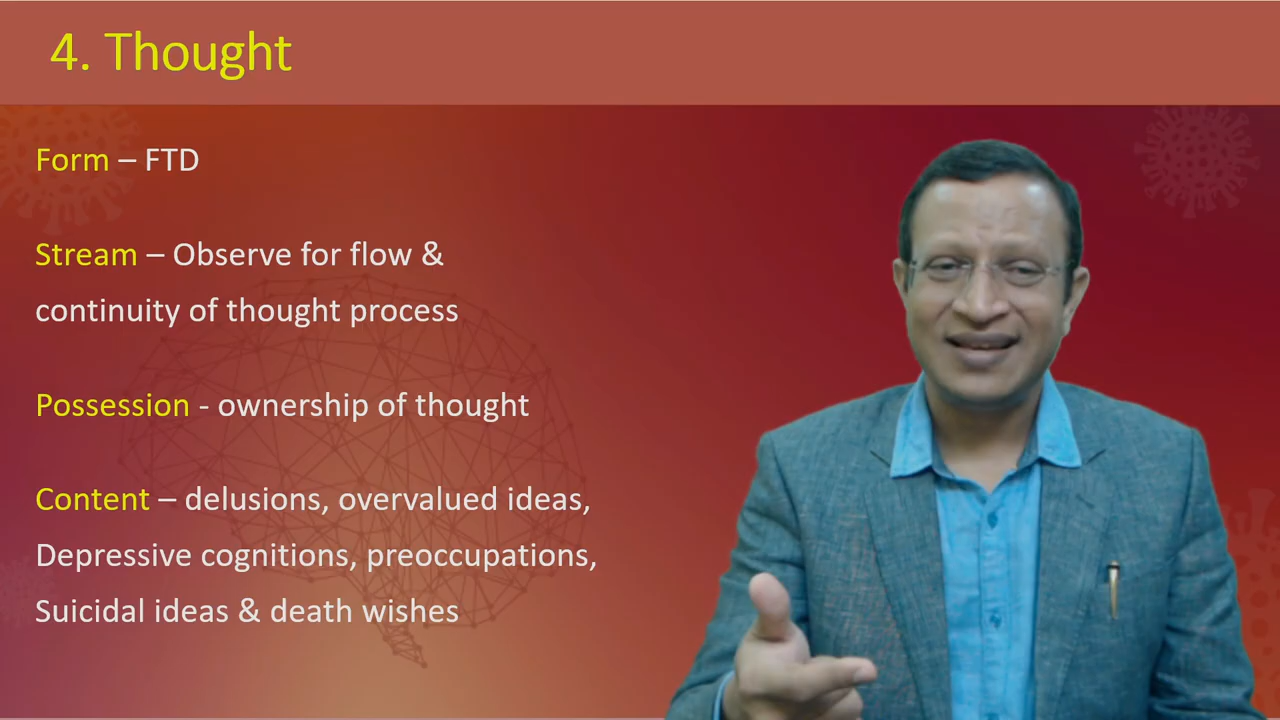 4. Thought
Form – FTD
Stream – Observe for flow &
continuity of thought process
Possession - ownership of thought
Content – delusions, overvalued ideas,
Depressive cognitions, preoccupations,
Suicidal ideas & death wishes